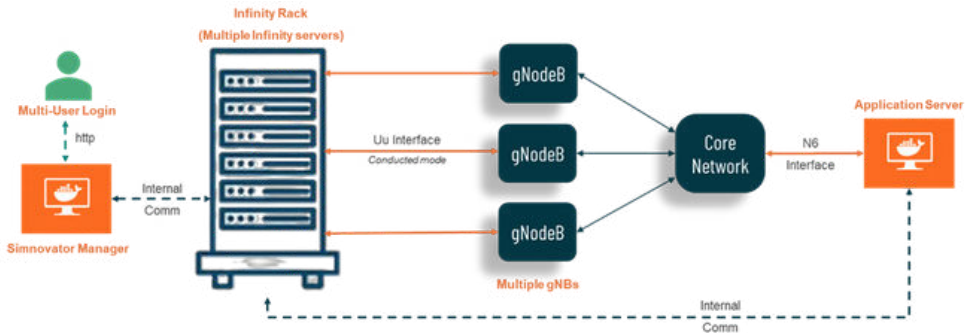 Infinity Rack
(Multiple Infinity servers)
Multi-User Login
http
Simnovator Manager
Internal
Comm
Uu Interface
Conducted mode
gNodeB
gNodeB
gNodeB
Multiple gNBs
Core
Network
N6
Interface
Application Server
Internal
Comm